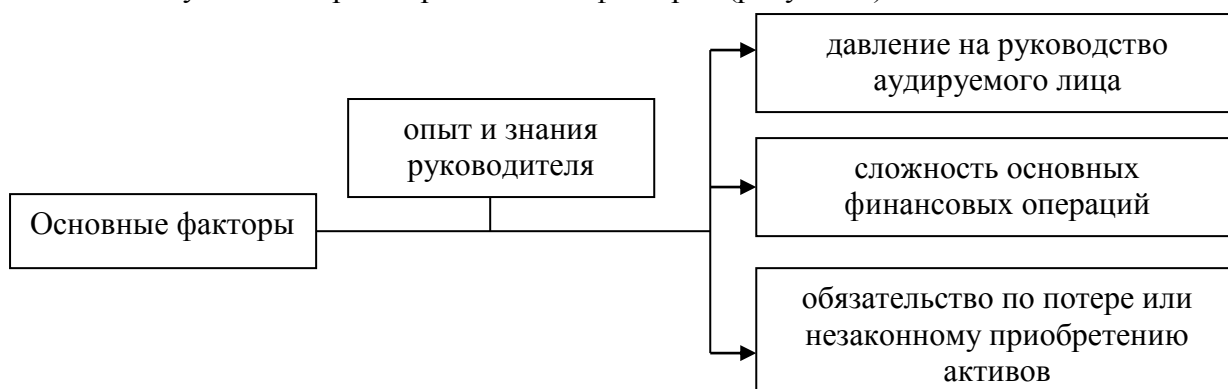 давление на руководство
аудируемого лица
опыт и знания
руководителя
сложность основных
финансовых операций
Основные факторы
обязательство по потере или
незаконному приобретению
активов